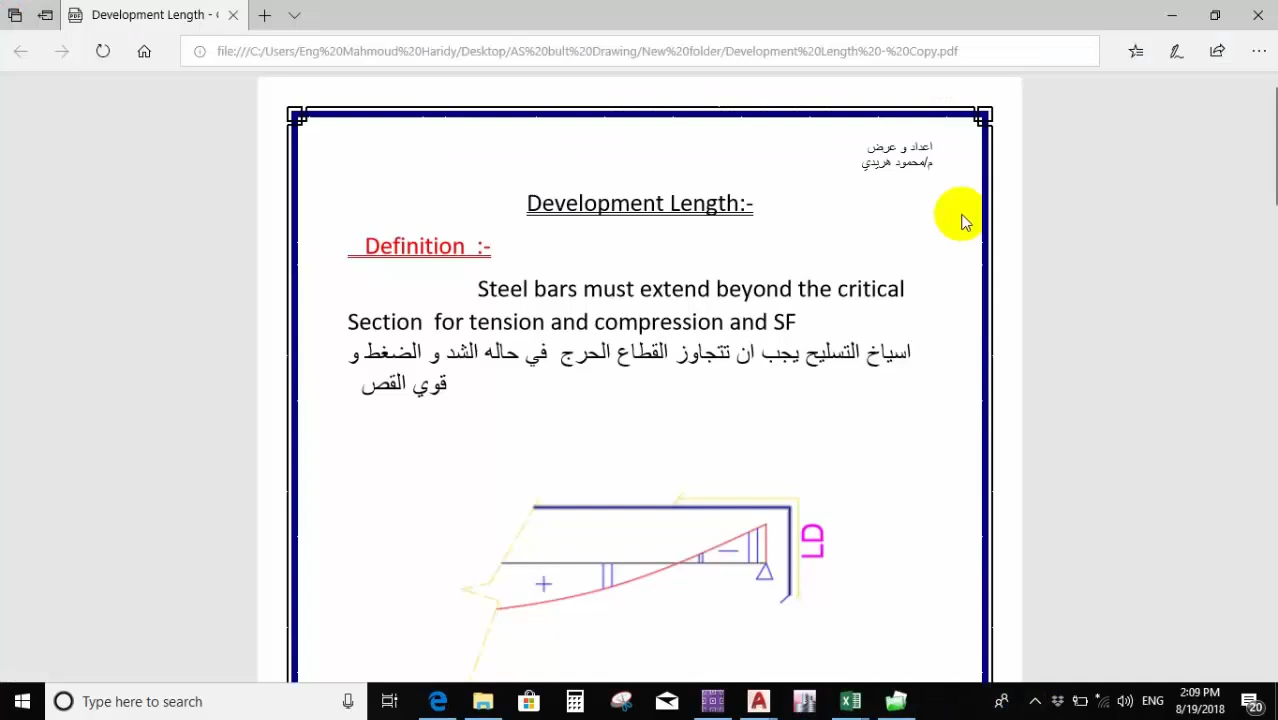 Development Length - (
file:///C:/Users/Eng%20Mahmoud%20Haridy/Desktop/AS%20bult%20Drawing/New%20folder/Development%20Length%20-%20Copy.pdf
اعداد و عرض
م/محمود هريدي
Development Length:-
Definition :-
Steel bars must extend beyond the critical
Section for tension and compression and SF
اسياخ التسليح يجب ان تتجاوز القطاع الحرج في حاله الشد و الضغط و
قوي القص
LD
Type here to search
ENG
2:09 PM
8/19/2018
20